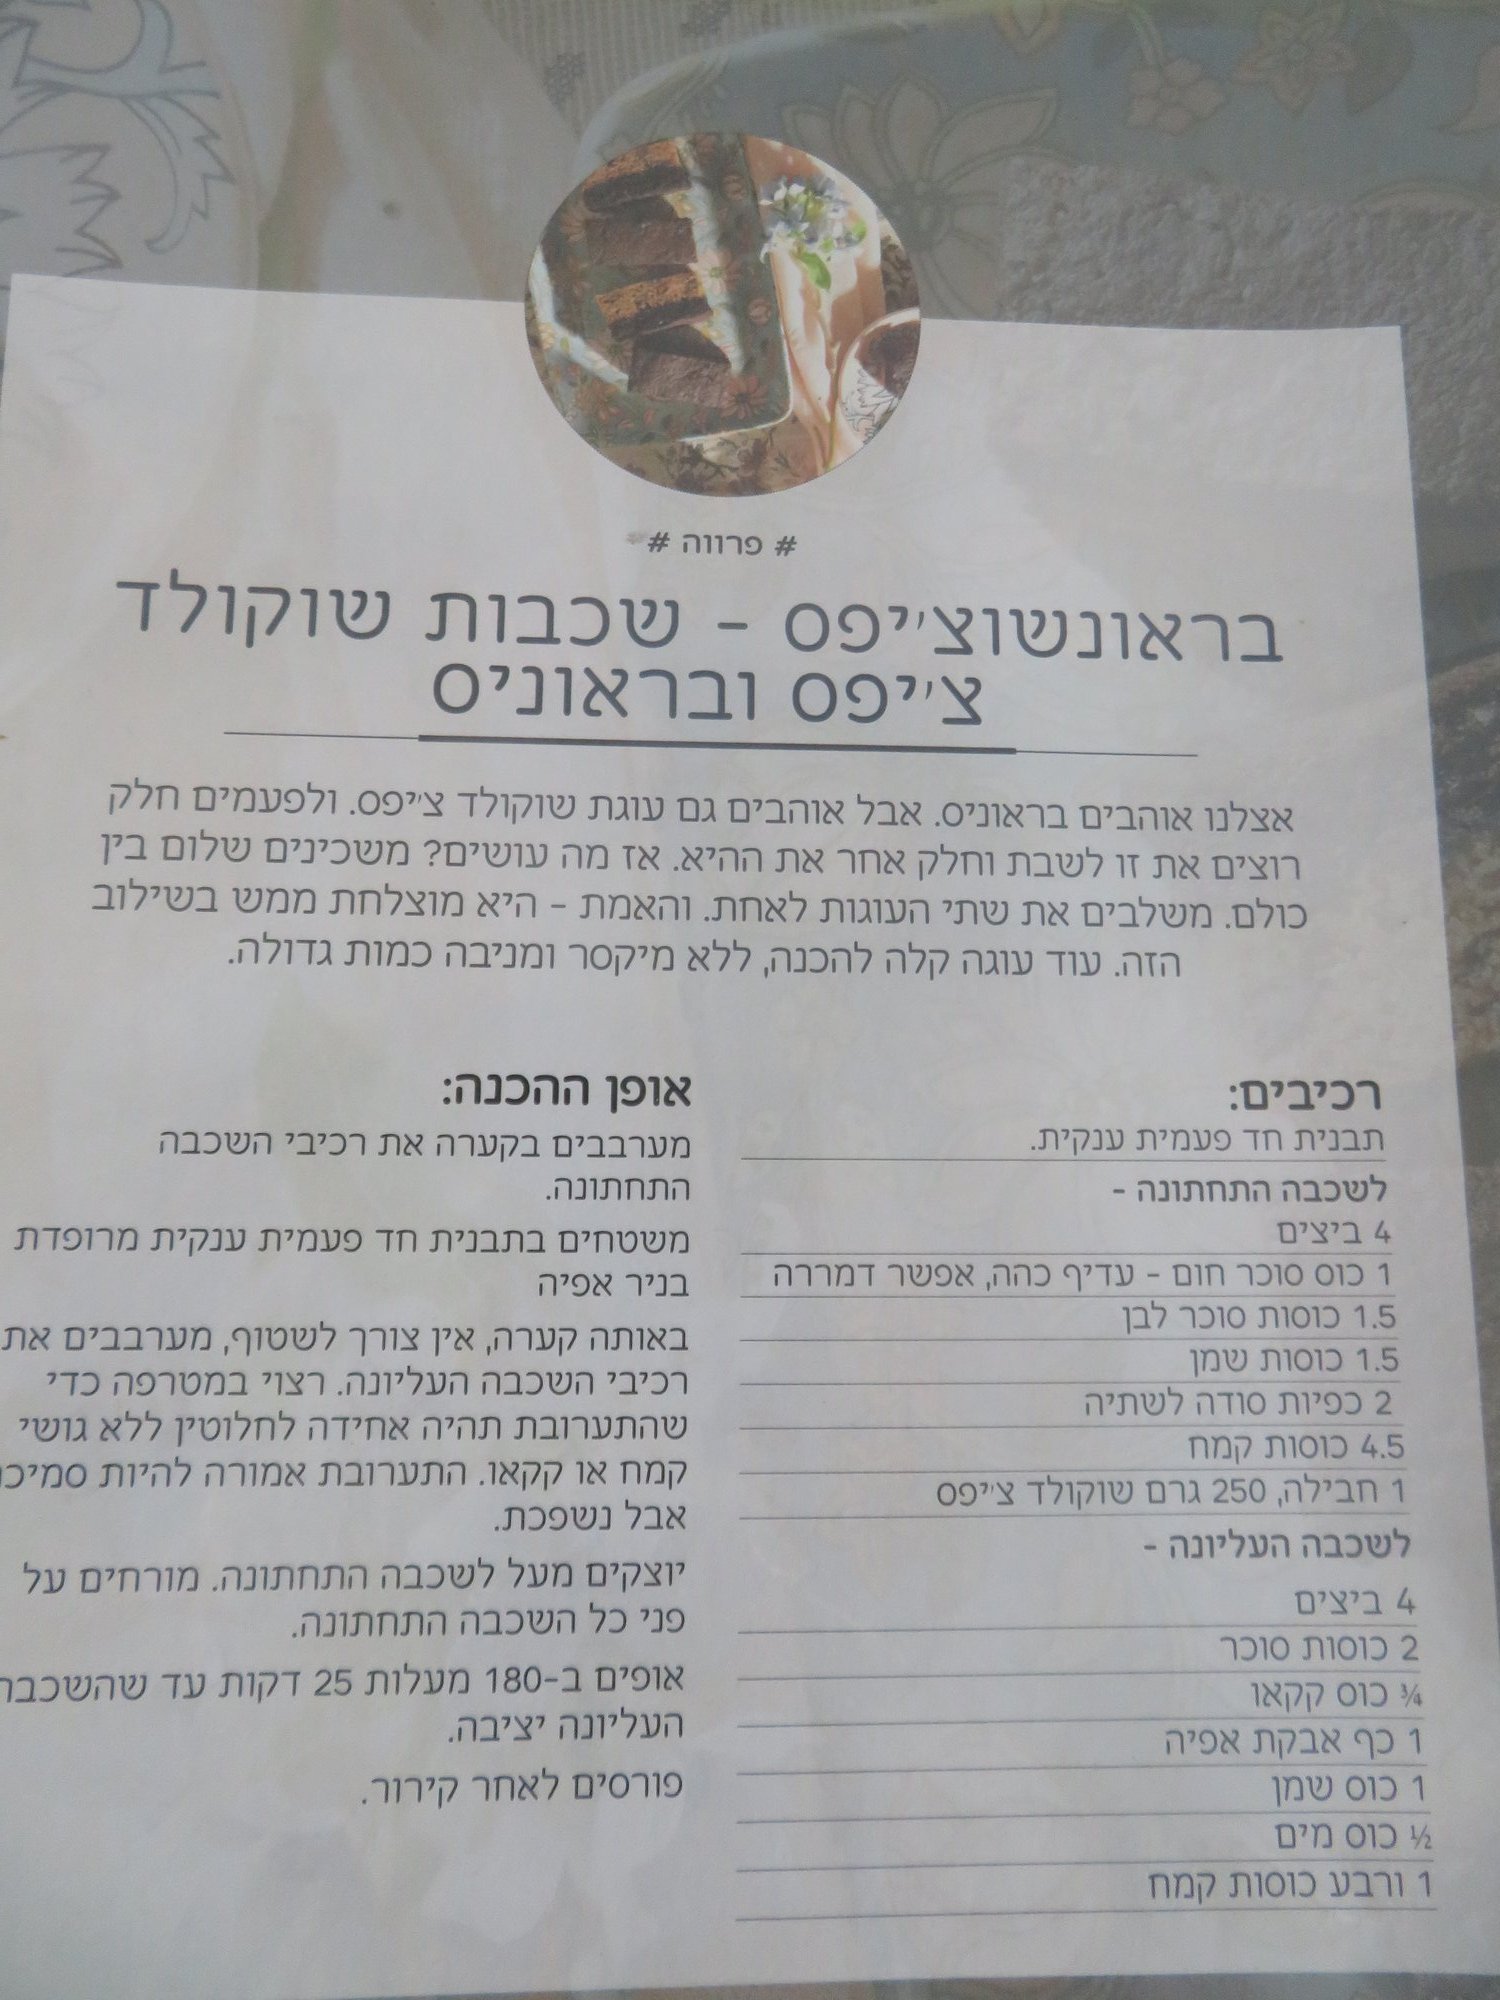 # פרווה #
בראונשוצ׳יפס - שכבות שוקולד
צ׳יפס ובראוניס
אצלנו אוהבים בראוניס. אבל אוהבים גם עוגת שוקולד צ׳יפס. ולפעמים חלק
רוצים את זו לשבת וחלק אחר את ההיא. אז מה עושים? משכינים שלום בין
כולם. משלבים את שתי העוגות לאחת. והאמת - היא מוצלחת ממש בשילוב
הזה. עוד עוגה קלה להכנה, ללא מיקסר ומניבה כמות גדולה.
רכיבים:
תבנית חד פעמית ענקית.
לשכבה התחתונה -
4 ביצים
1 כוס סוכר חום - עדיף כהה, אפשר דמררה
1.5 כוסות סוכר לבן
1.5 כוסות שמן
2 כפיות סודה לשתיה
4.5 כוסות קמח
1 חבילה, 250 גרם שוקולד צ׳יפס
לשכבה העליונה -
4 ביצים
2 כוסות סוכר
¾ כוס קקאו
1 כף אבקת אפיה
1 כוס שמן
½ כוס מים
1 ורבע כוסות קמח
אופן ההכנה:
מערבבים בקערה את רכיבי השכבה
התחתונה.
משטחים בתבנית חד פעמית ענקית מרופדת
בניר אפיה
באותה קערה, אין צורך לשטוף, מערבבים את
רכיבי השכבה העליונה. רצוי במטרפה כדי
שהתערובת תהיה אחידה לחלוטין ללא גושי
קמח או קקאו. התערובת אמורה להיות סמיכה
אבל נשפכת.
יוצקים מעל לשכבה התחתונה. מורחים על
פני כל השכבה התחתונה.
אופים ב-180 מעלות 25 דקות עד שהשכבה
העליונה יציבה.
פורסים לאחר קירור.